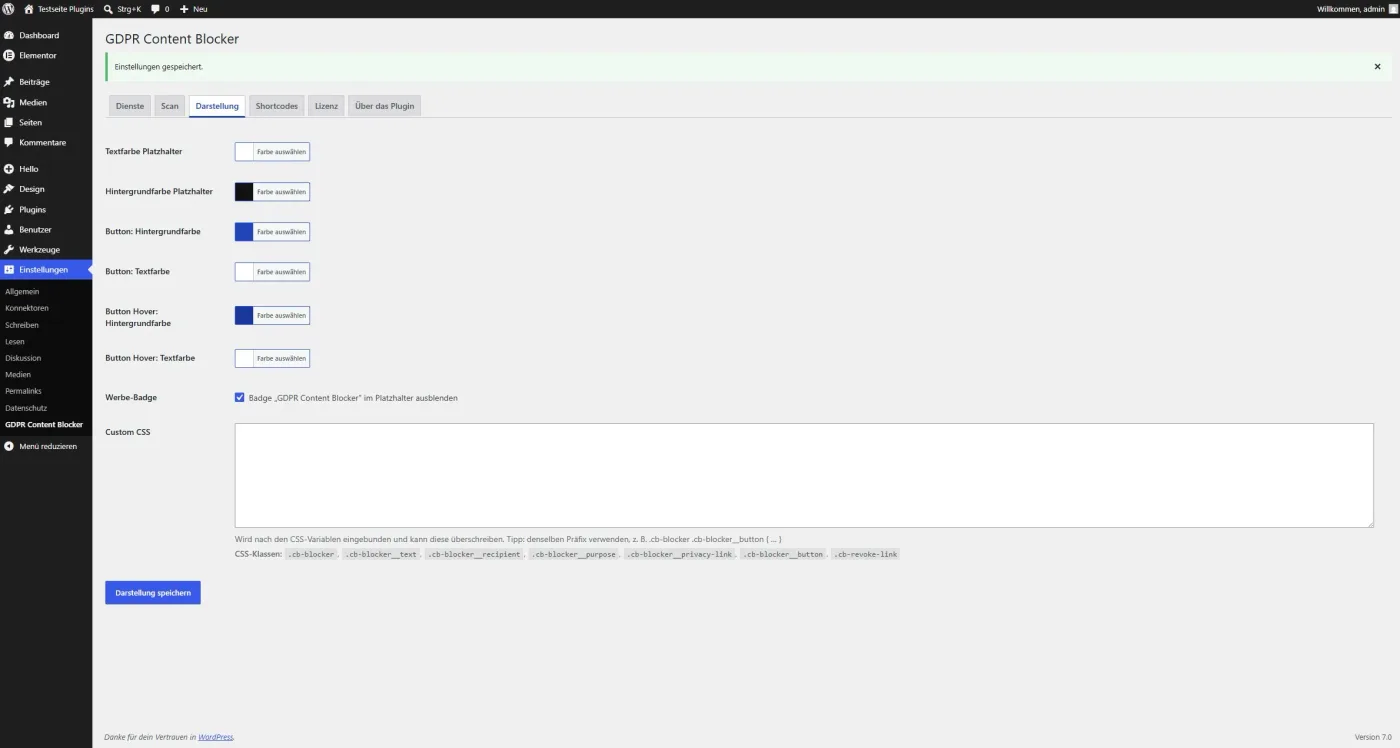 Testseite Plugins Strg+K 0 Neu
Willkommen, admin
Dashboard
Elementor
Beiträge
Medien
Seiten
Kommentare
Hello
Design
Plugins
Benutzer
Werkzeuge
Einstellungen
Allgemein
Konnektoren
Schreiben
Lesen
Diskussion
Medien
Permalinks
Datenschutz
GDPR Content Blocker
Menü reduzieren
GDPR Content Blocker
Einstellungen gespeichert.
Dienste Scan Darstellung Shortcodes Lizenz Über das Plugin
Textfarbe Platzhalter Farbe auswählen
Hintergrundfarbe Platzhalter Farbe auswählen
Button: Hintergrundfarbe Farbe auswählen
Button: Textfarbe Farbe auswählen
Button Hover:
Hintergrundfarbe Farbe auswählen
Button Hover: Textfarbe Farbe auswählen
Werbe-Badge Badge „GDPR Content Blocker“ im Platzhalter ausblenden
Custom CSS
Wird nach den CSS-Variablen eingebunden und kann diese überschreiben. Tipp: denselben Präfix verwenden, z. B. .cb-blocker .cb-blocker__button { … }
CSS-Klassen: .cb-blocker, .cb-blocker__text, .cb-blocker__recipient, .cb-blocker__purpose, .cb-blocker__privacy-link, .cb-blocker__button, .cb-revoke-link
Darstellung speichern
Danke für dein Vertrauen in WordPress.
Version 7.0